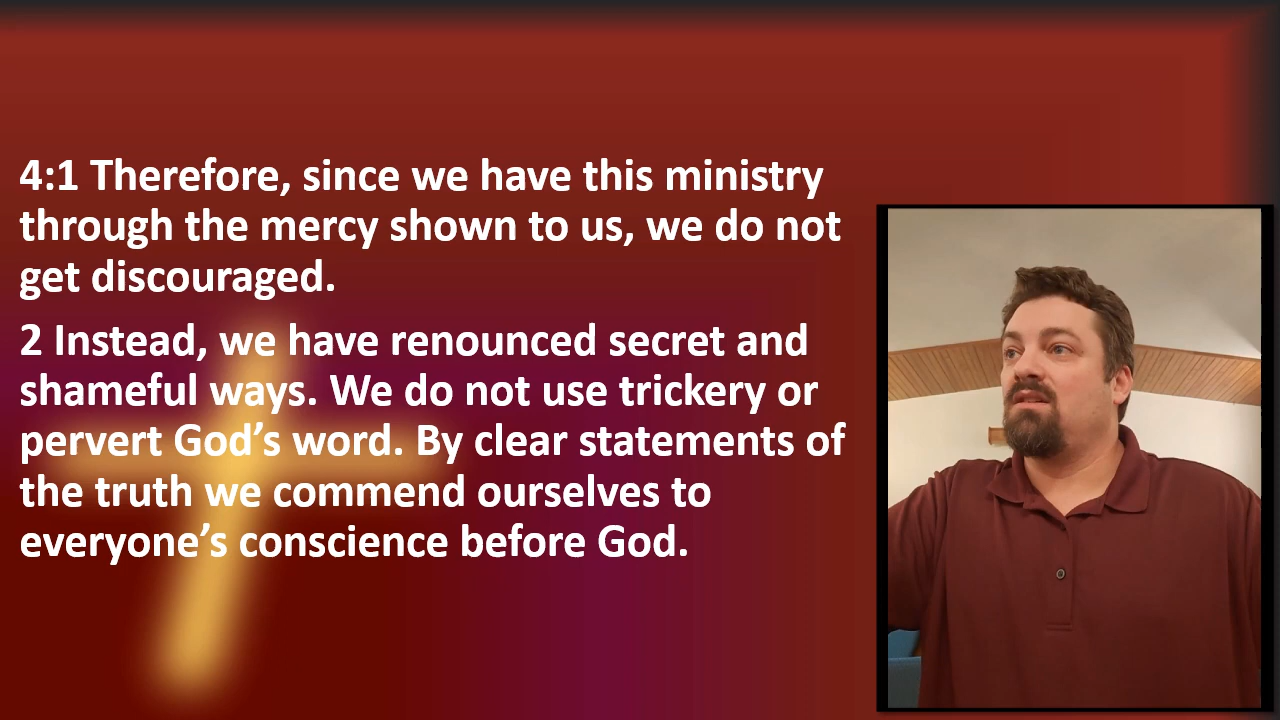 4:1 Therefore, since we have this ministry
through the mercy shown to us, we do not
get discouraged.
2 Instead, we have renounced secret and
shameful ways. We do not use trickery or
pervert God’s word. By clear statements of
the truth we commend ourselves to
everyone’s conscience before God.